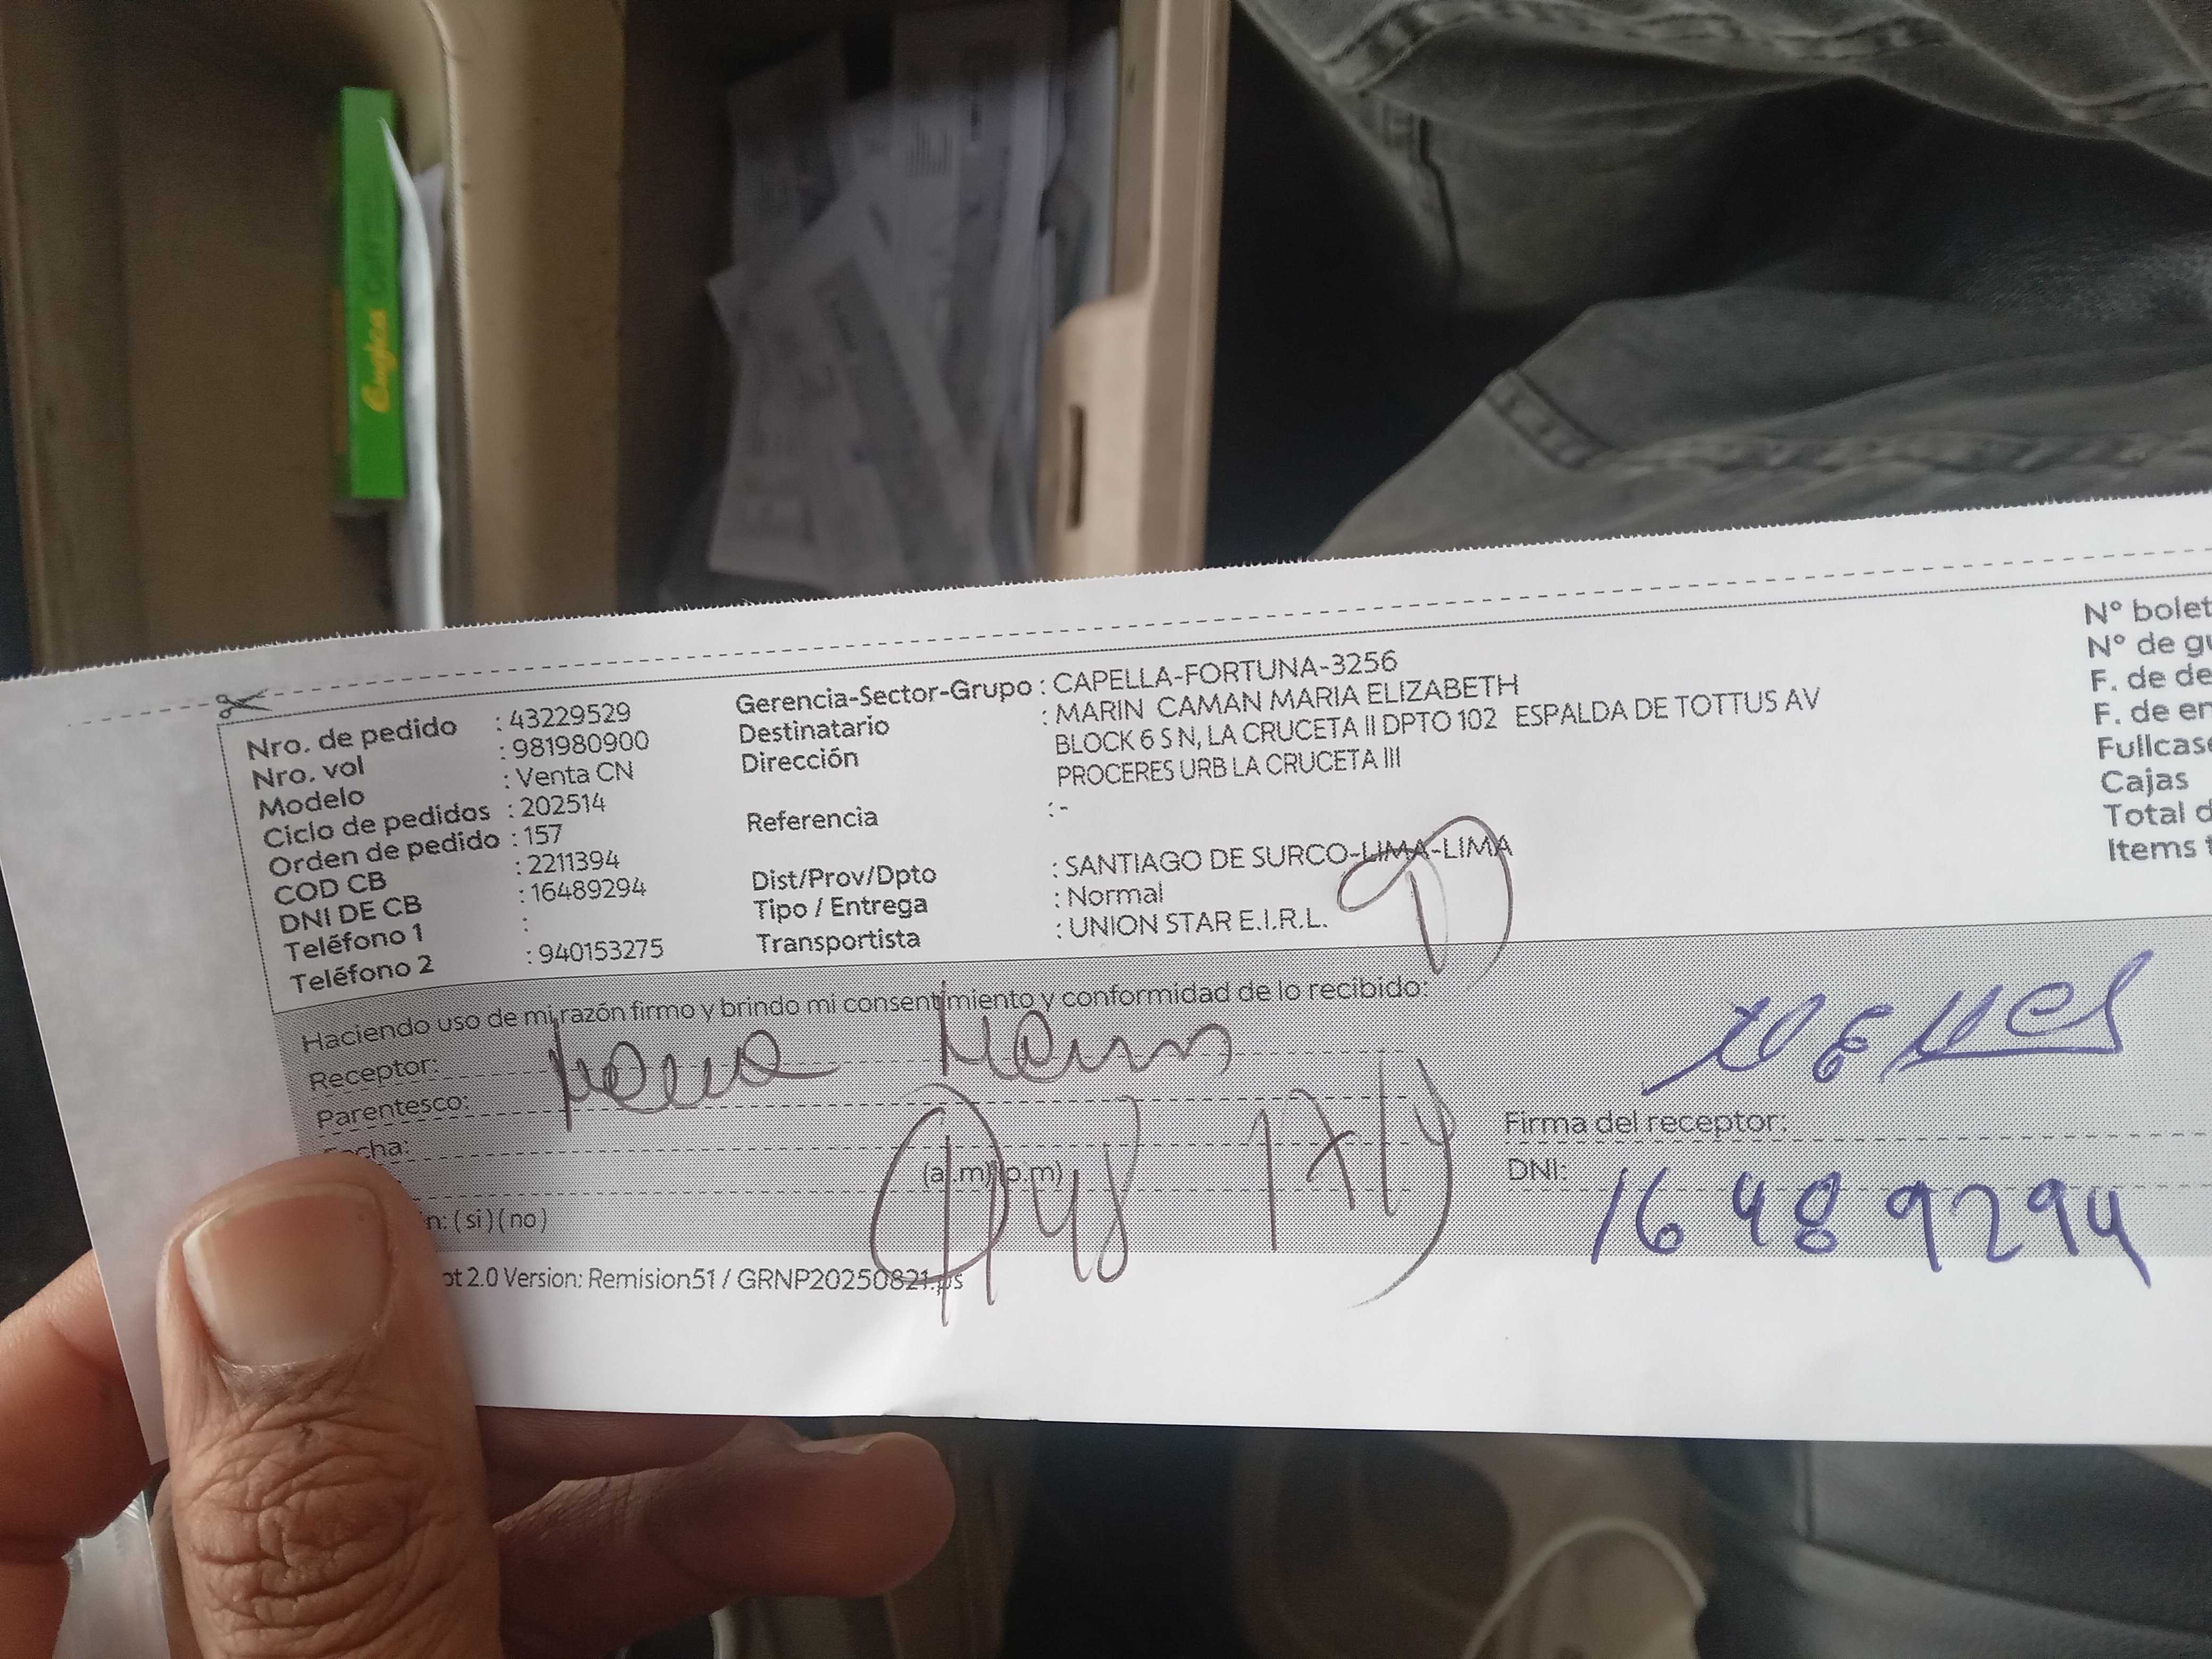 Nro. de pedido : 43229529
Nro. vol : 981980900
Modelo : Venta CN
Ciclo de pedidos : 202514
Orden de pedido : 157
COD CB : 2211394
DNI DE CB : 16489294
Teléfono 1 :
Teléfono 2 : 940153275
Gerencia-Sector-Grupo : CAPELLA-FORTUNA-3256
Destinatario : MARIN CAMAN MARIA ELIZABETH
Dirección BLOCK 6 S N, LA CRUCETA II DPTO 102 ESPALDA DE TOTTUS AV
PROCERES URB LA CRUCETA III
Referencia : -
Dist/Prov/Dpto : SANTIAGO DE SURCO-LIMA-LIMA
Tipo / Entrega : Normal
Transportista : UNION STAR E.I.R.L.
Nº bolet
Nº de gu
F. de de
F. de en
Fullcase
Cajas
Total d
Items t
Haciendo uso de mi razón firmo y brindo mi consentimiento y conformidad de lo recibido:
Receptor:
Parentesco:
cha:
(a.m)(p.m)
n: (si)(no)
Firma del receptor:
DNI: 16489294
ot 2.0 Version: Remision51 / GRNP20250821.ps